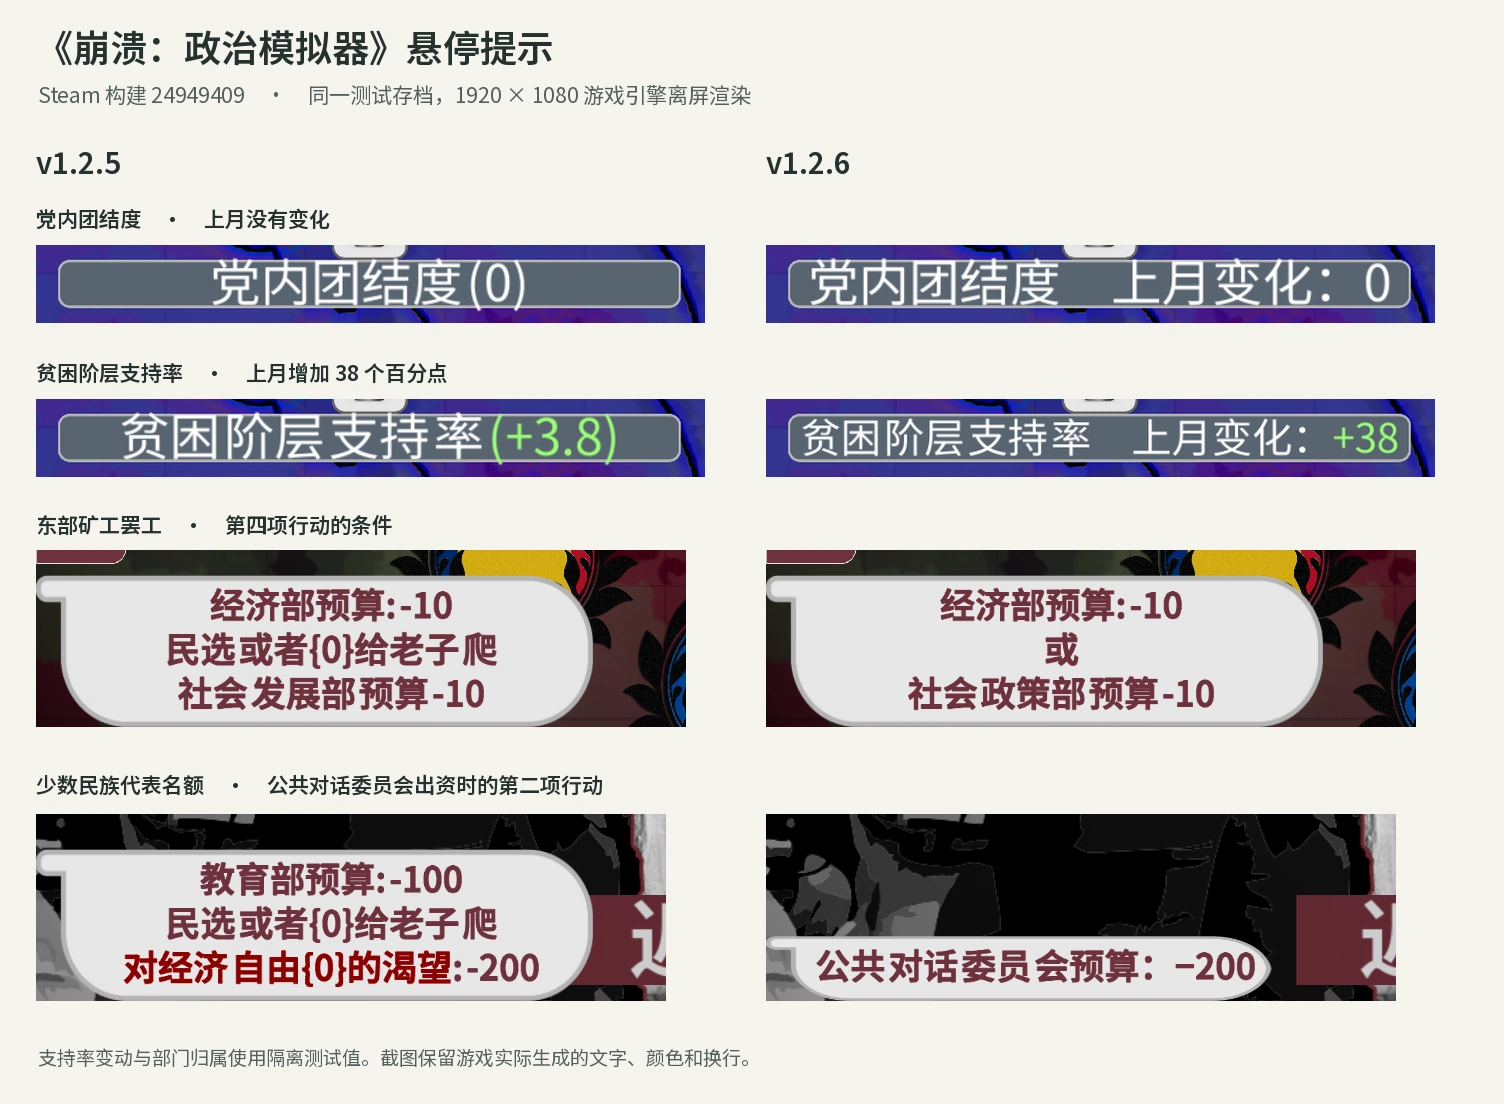 《崩溃：政治模拟器》悬停提示
Steam 构建 24949409 · 同一测试存档，1920 × 1080 游戏引擎离屏渲染
v1.2.5
v1.2.6
党内团结度 · 上月没有变化
党内团结度(0)
党内团结度 上月变化：0
贫困阶层支持率 · 上月增加 38 个百分点
贫困阶层支持率(+3.8)
贫困阶层支持率 上月变化：+38
东部矿工罢工 · 第四项行动的条件
经济部预算:-10
民选或者{0}给老子爬
社会发展部预算-10
经济部预算:-10
或
社会政策部预算-10
少数民族代表名额 · 公共对话委员会出资时的第二项行动
教育部预算:-100
民选或者{0}给老子爬
对经济自由{0}的渴望:-200
公共对话委员会预算：−200
支持率变动与部门归属使用隔离测试值。截图保留游戏实际生成的文字、颜色和换行。